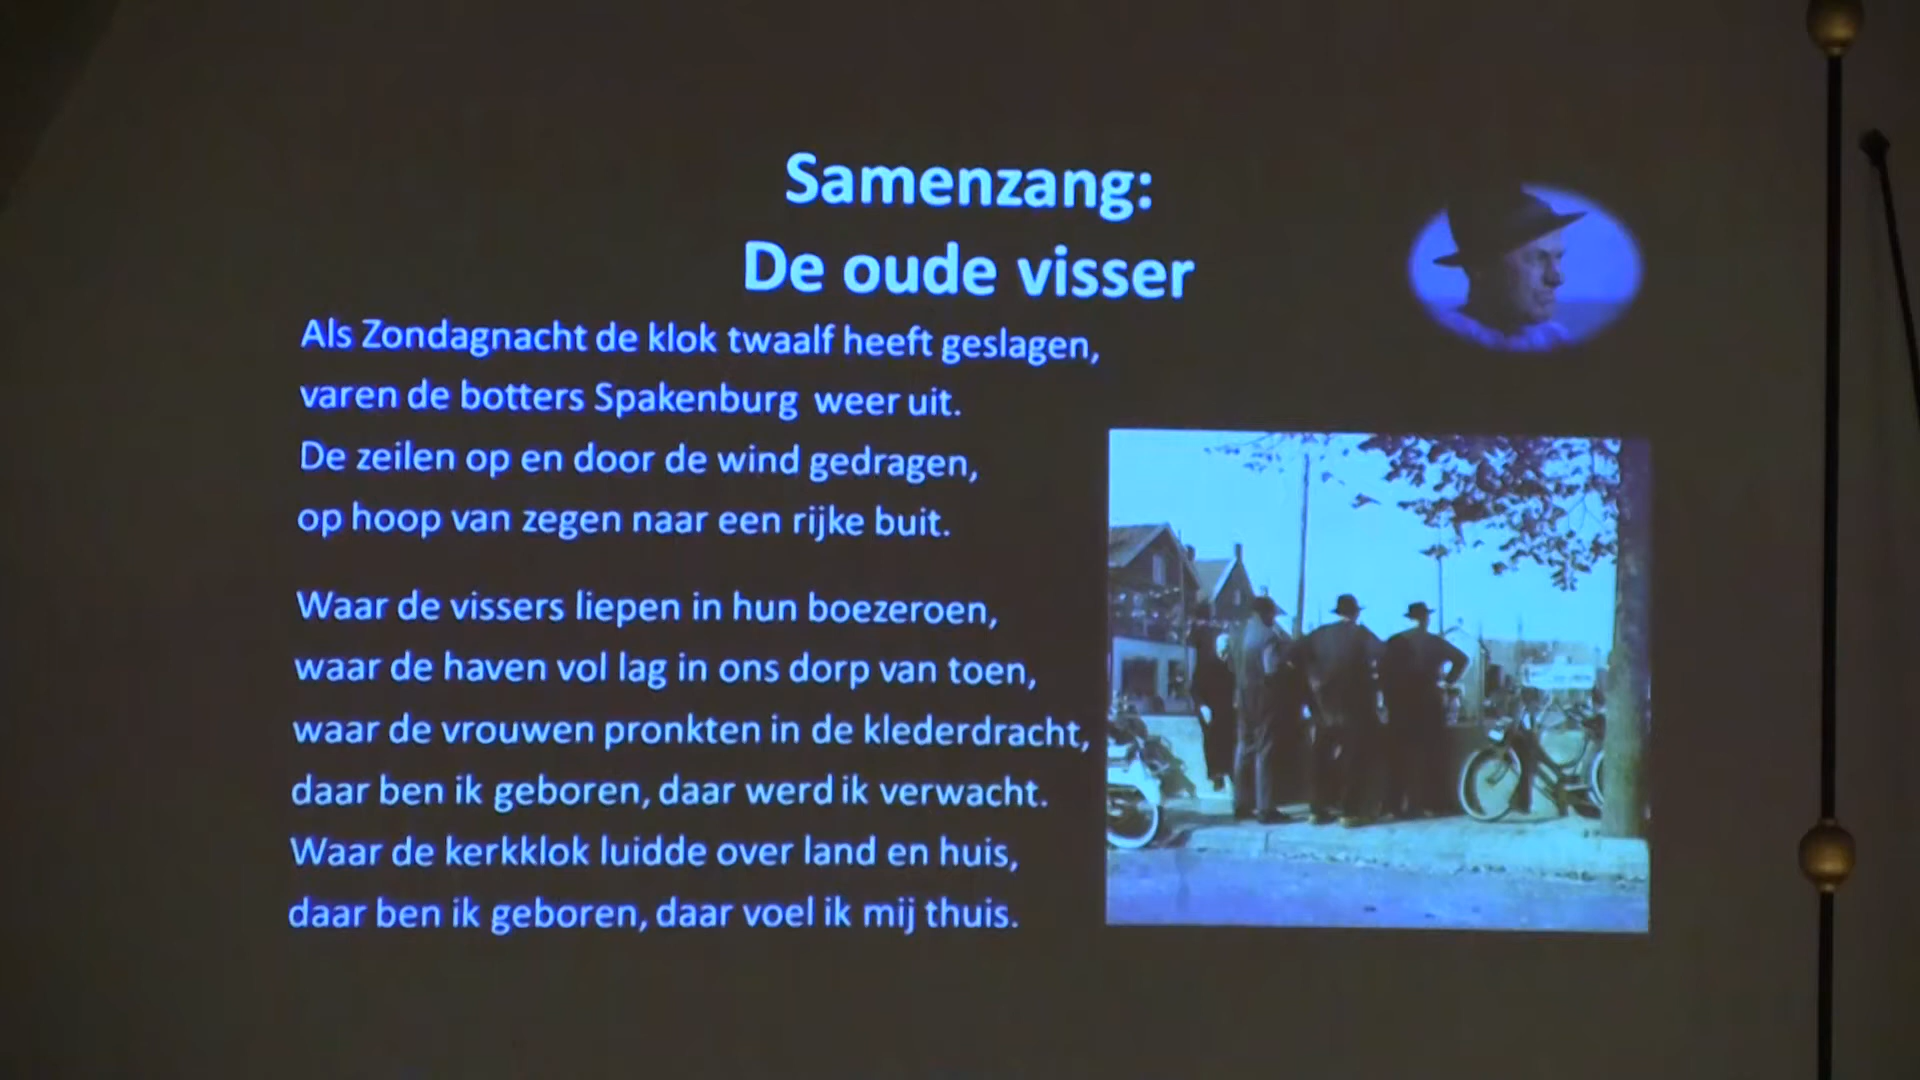 Samenzang:
De oude visser
Als Zondagnacht de klok twaalf heeft geslagen,
varen de botters Spakenburg weer uit.
De zeilen op en door de wind gedragen,
op hoop van zegen naar een rijke buit.
Waar de vissers liepen in hun boezeroen,
waar de haven vol lag in ons dorp van toen,
waar de vrouwen pronkten in de klederdracht,
daar ben ik geboren, daar werd ik verwacht.
Waar de kerkklok luidde over land en huis,
daar ben ik geboren, daar voel ik mij thuis.